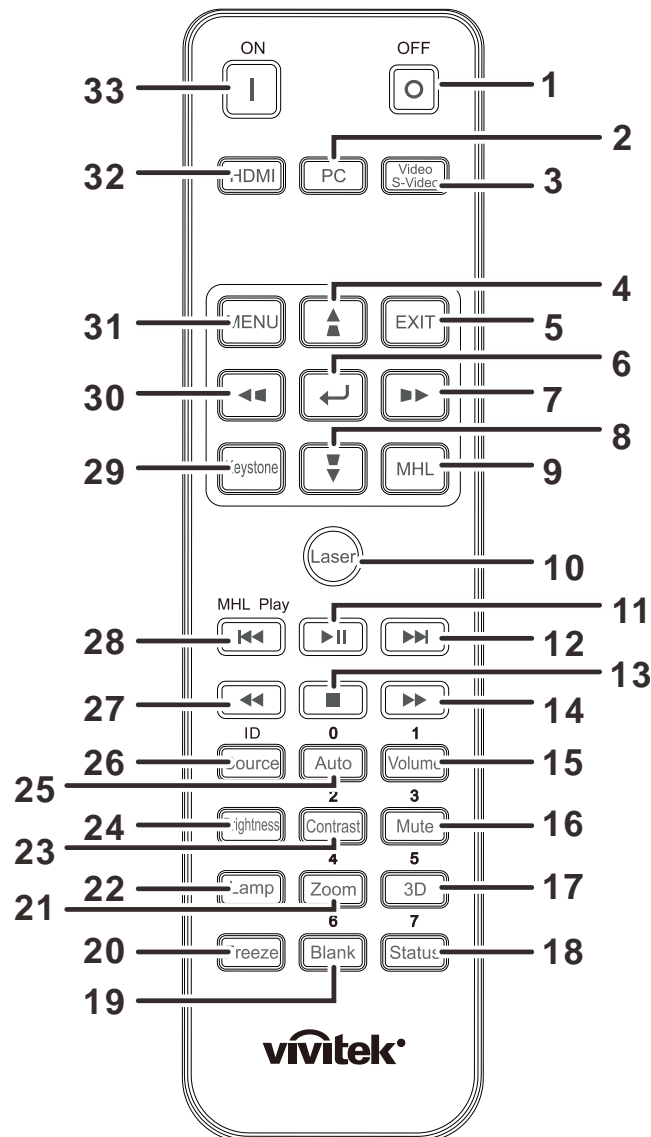 ON OFF
33 1
2
32 HDMI PC Video S-Video 3
4
31 MENU EXIT 5
6
30 7
8
29 Keystone MHL 9
Laser 10
MHL Play 11
28 12
13
27 14
ID 0 1
26 Source Auto Volume 15
25 2 3
24 Brightness Contrast Mute 16
23 4 5
22 Lamp Zoom 3D 17
21 6 7
20 Freeze Blank Status 18
19
vivitek